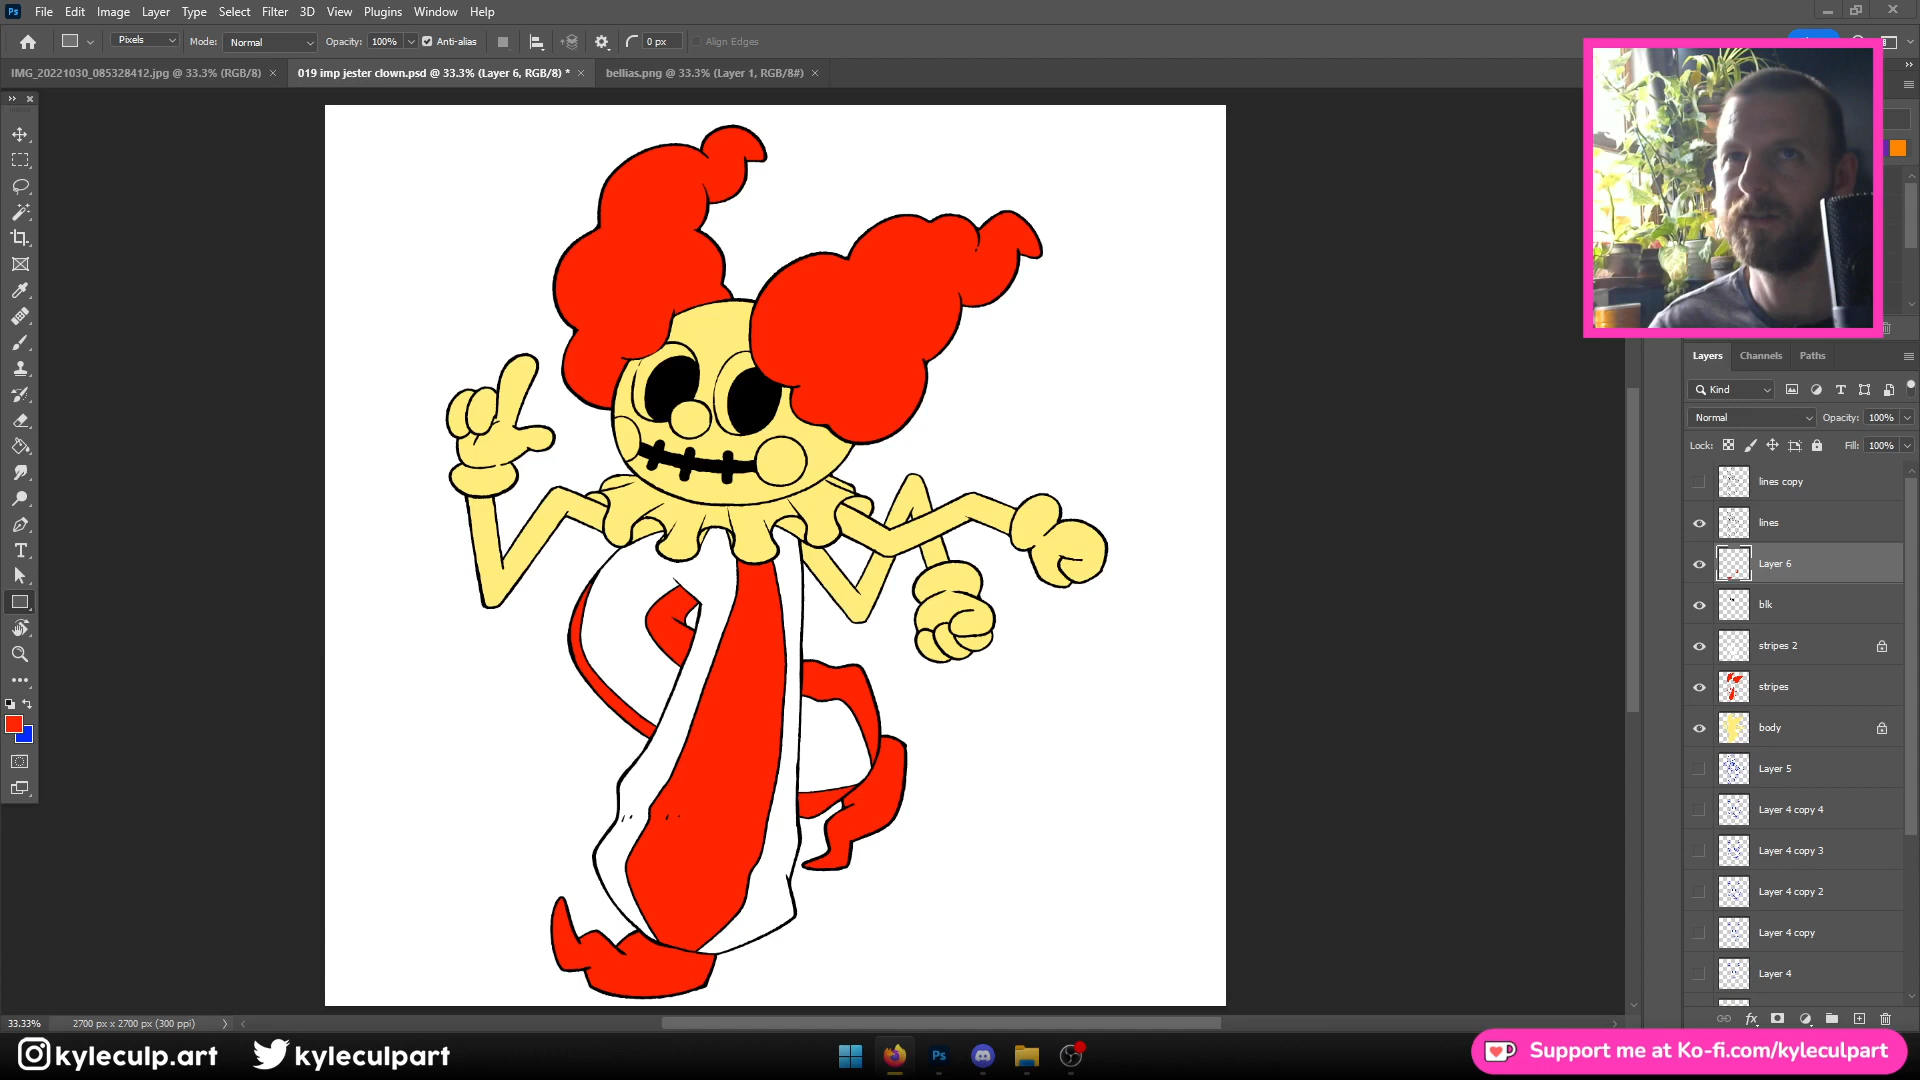 Ps File Edit Image Layer Type Select Filter 3D View Plugins Window Help
Pixels Mode: Normal Opacity: 100% Anti-alias 0 px Align Edges
IMG_20221030_085328412.jpg @ 33.3% (RGB/8) 019 imp jester clown.psd @ 33.3% (Layer 6, RGB/8) * bellias.png @ 33.3% (Layer 1, RGB/8#)
Layers Channels Paths
Kind
Normal Opacity: 100%
Lock: Fill: 100%
lines copy
lines
Layer 6
blk
stripes 2
stripes
body
Layer 5
Layer 4 copy 4
Layer 4 copy 3
Layer 4 copy 2
Layer 4 copy
Layer 4
33.33% 2700 px x 2700 px (300 ppi)
kyleculp.art kyleculpart
Ps
Support me at Ko-fi.com/kyleculpart